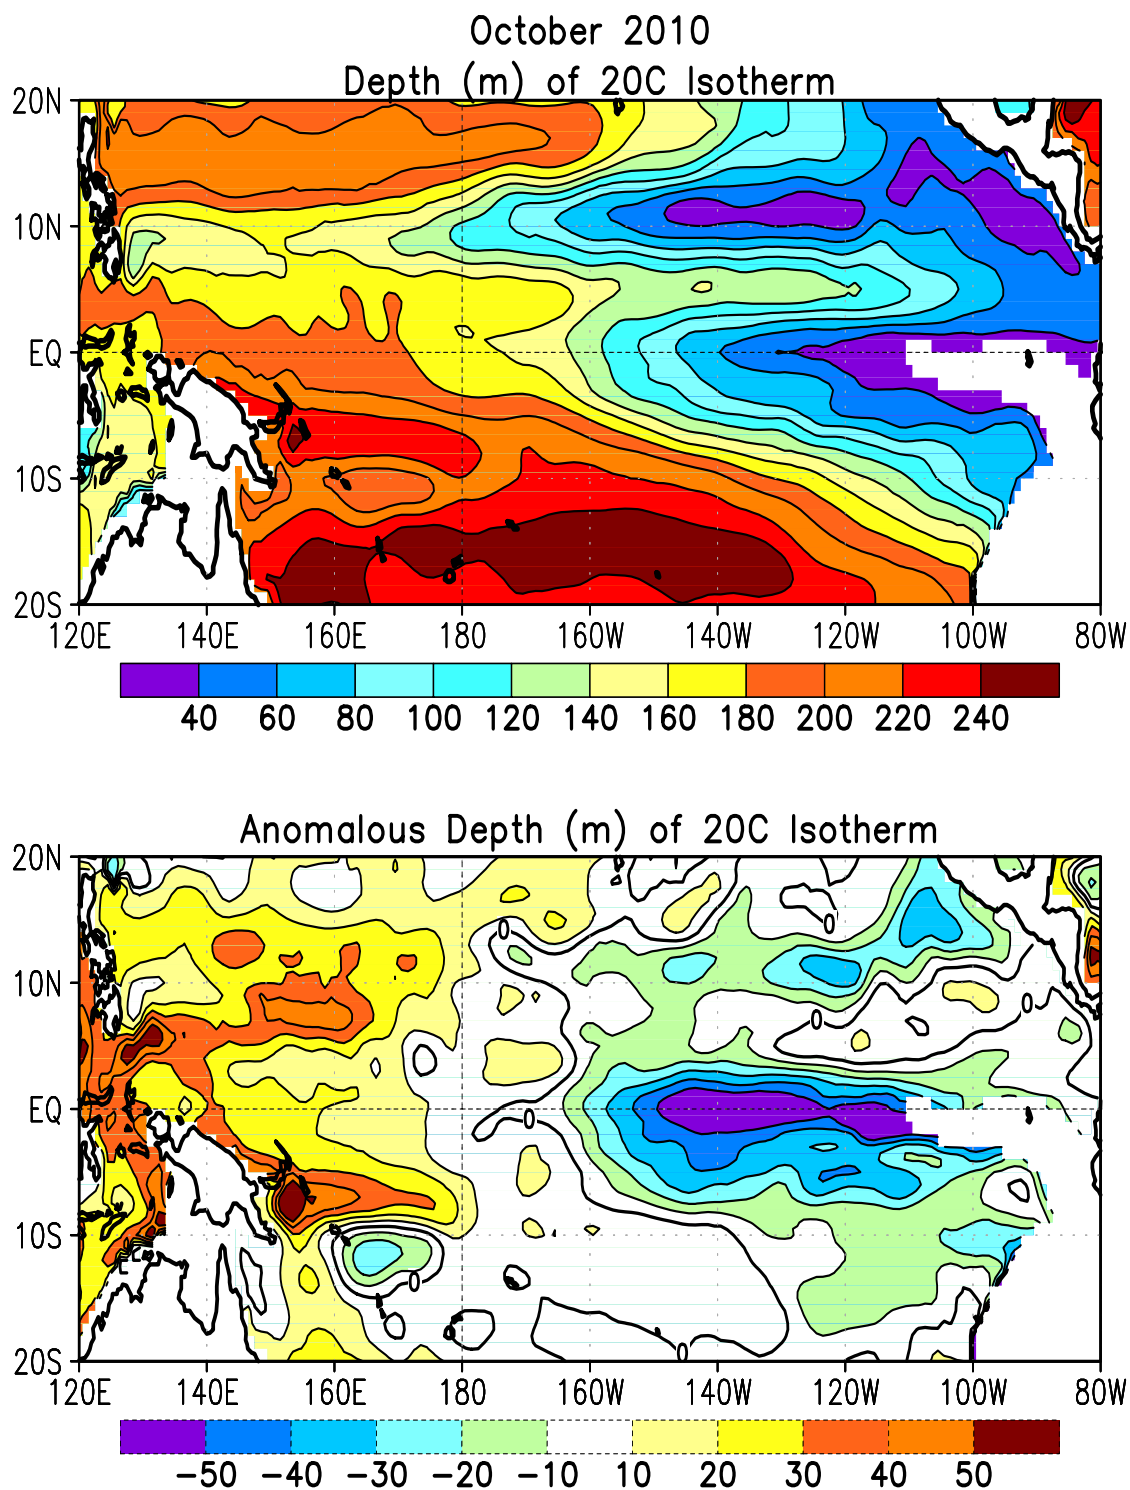 October 2010
Depth (m) of 20C Isotherm
20N
10N
EQ
10S
20S
120E 140E 160E 180 160W 140W 120W 100W 80W
40 60 80 100 120 140 160 180 200 220 240
Anomalous Depth (m) of 20C Isotherm
20N
0 0
10N
0 0
EQ
0
10S
0
0
20S
120E 140E 160E 180 160W 140W 120W 100W 80W
-50 -40 -30 -20 -10 10 20 30 40 50